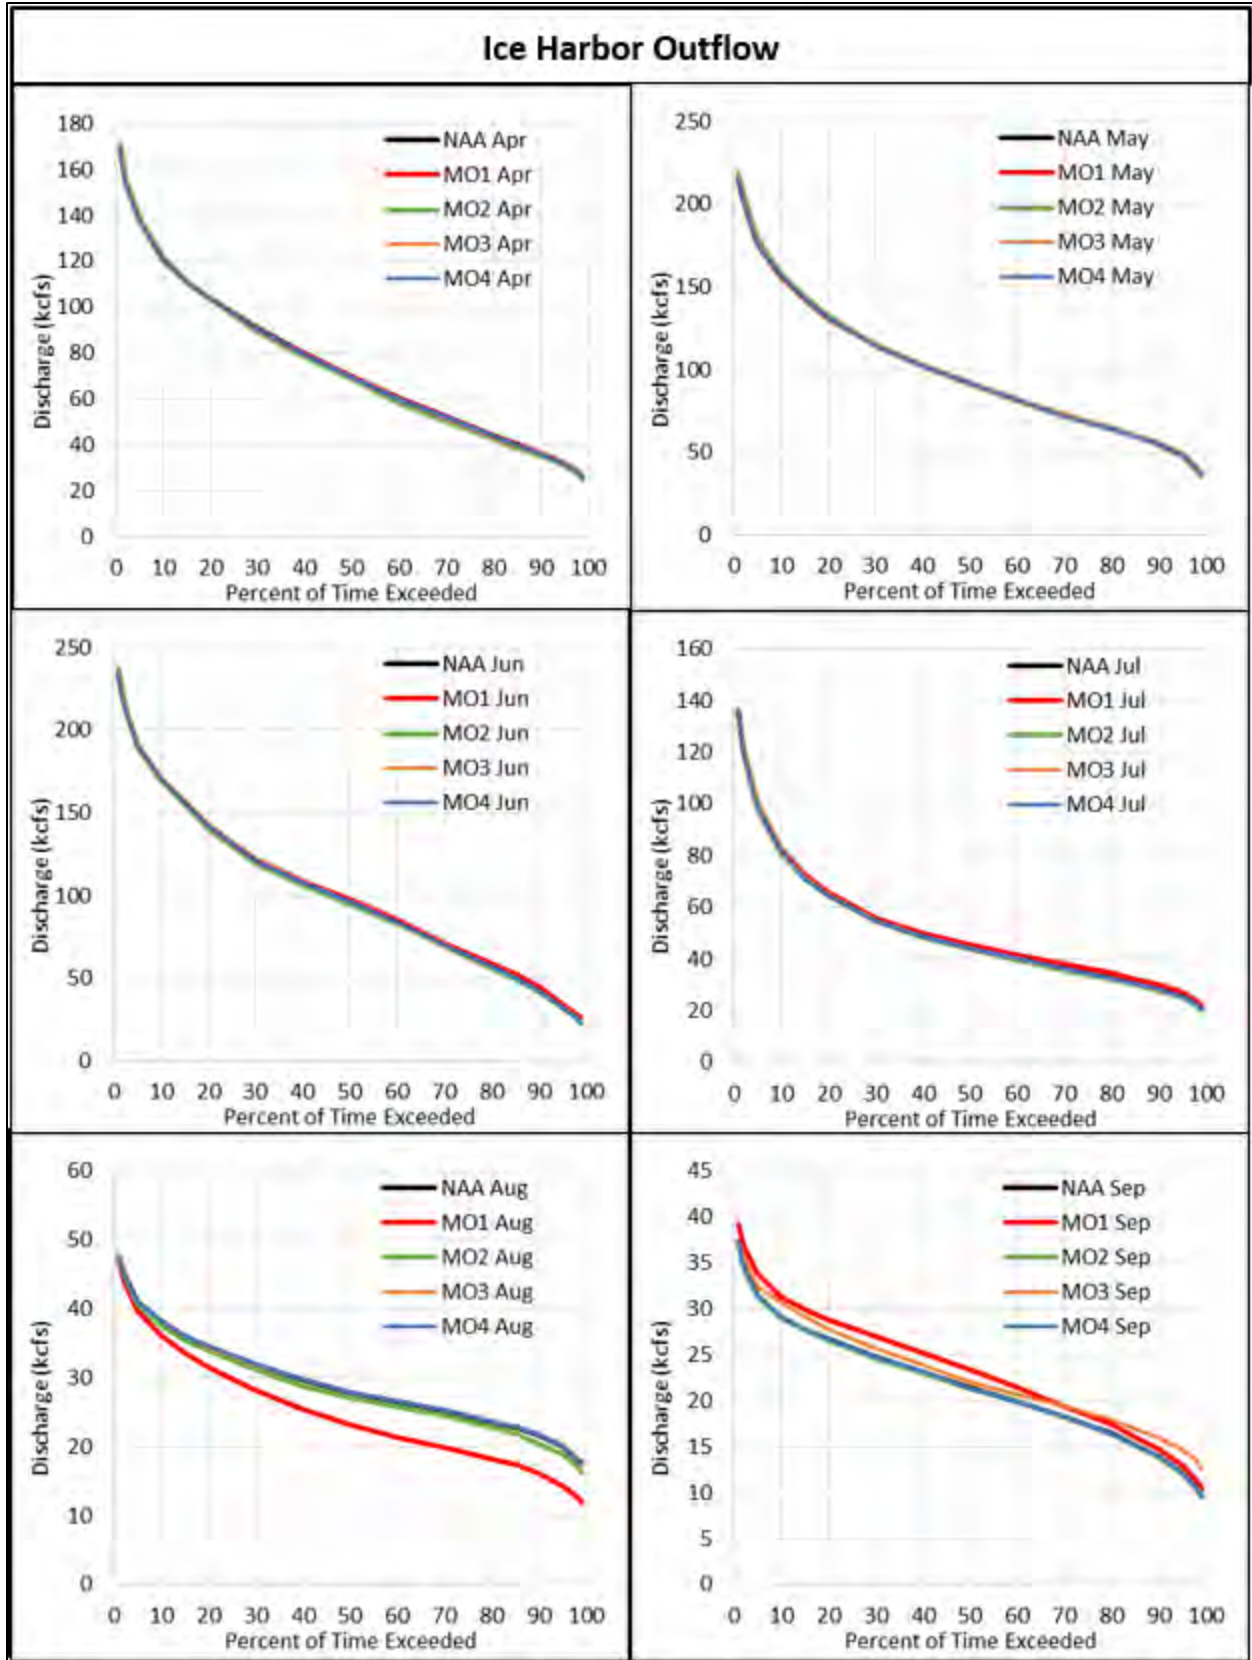 Ice Harbor Outflow
180
160
140
120
100
80
60
40
20
0
Discharge (kcfs)
NAA Apr
MO1 Apr
MO2 Apr
MO3 Apr
MO4 Apr
0 10 20 30 40 50 60 70 80 90 100
Percent of Time Exceeded
250
200
150
100
50
0
Discharge (kcfs)
NAA May
MO1 May
MO2 May
MO3 May
MO4 May
0 10 20 30 40 50 60 70 80 90 100
Percent of Time Exceeded
250
200
150
100
50
0
Discharge (kcfs)
NAA Jun
MO1 Jun
MO2 Jun
MO3 Jun
MO4 Jun
0 10 20 30 40 50 60 70 80 90 100
Percent of Time Exceeded
160
140
120
100
80
60
40
20
0
Discharge (kcfs)
NAA Jul
MO1 Jul
MO2 Jul
MO3 Jul
MO4 Jul
0 10 20 30 40 50 60 70 80 90 100
Percent of Time Exceeded
60
50
40
30
20
10
0
Discharge (kcfs)
NAA Aug
MO1 Aug
MO2 Aug
MO3 Aug
MO4 Aug
0 10 20 30 40 50 60 70 80 90 100
Percent of Time Exceeded
45
40
35
30
25
20
15
10
5
0
Discharge (kcfs)
NAA Sep
MO1 Sep
MO2 Sep
MO3 Sep
MO4 Sep
0 10 20 30 40 50 60 70 80 90 100
Percent of Time Exceeded